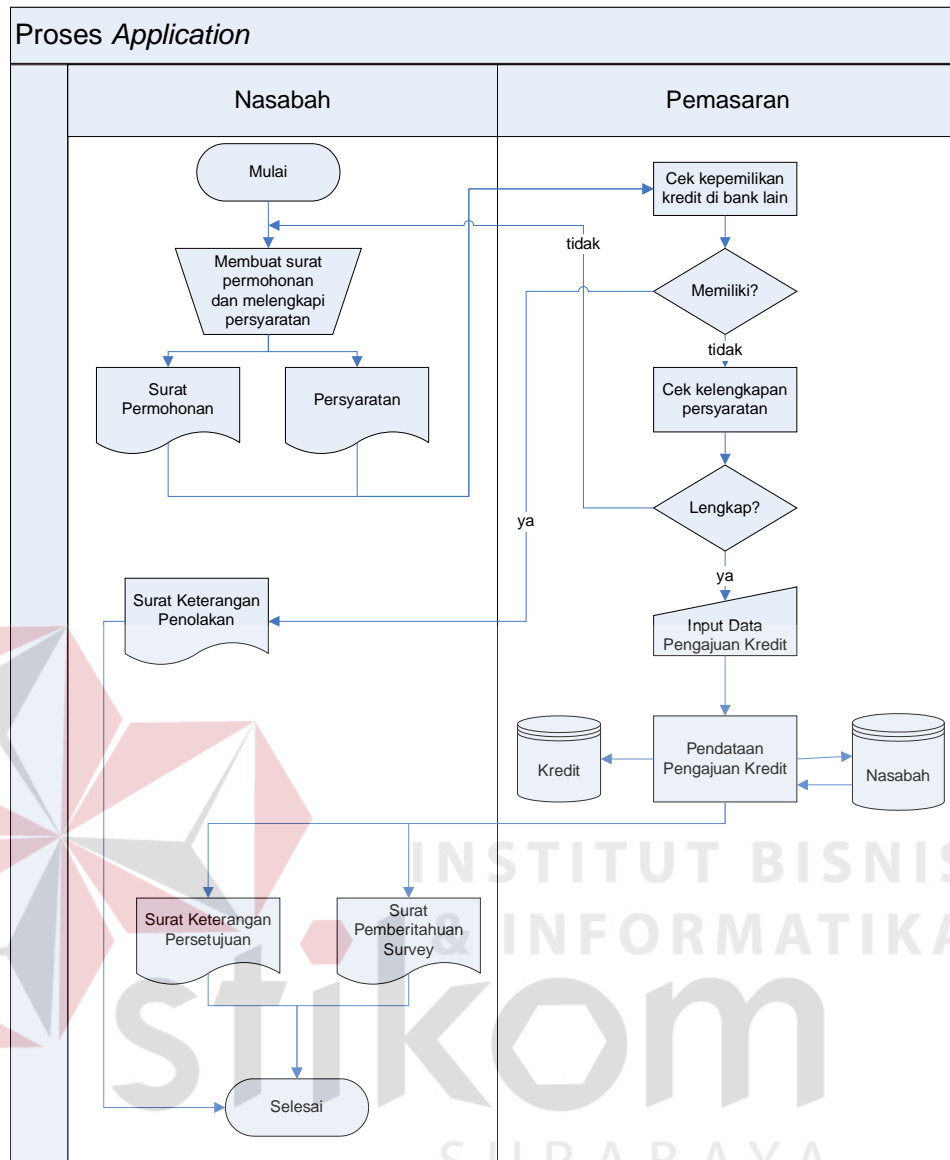 Proses Application
Nasabah
Pemasaran
Mulai
Membuat surat
permohonan
dan melengkapi
persyaratan
Surat
Permohonan
Persyaratan
Cek kepemilikan
kredit di bank lain
tidak
Memiliki?
tidak
Cek kelengkapan
persyaratan
Lengkap?
ya
ya
Surat Keterangan
Penolakan
Input Data
Pengajuan Kredit
Kredit
Pendataan
Pengajuan Kredit
Nasabah
Surat Keterangan
Persetujuan
Surat
Pemberitahuan
Survey
Selesai
INSTITUT BISNIS
& INFORMATIKA
stikom
SURABAYA